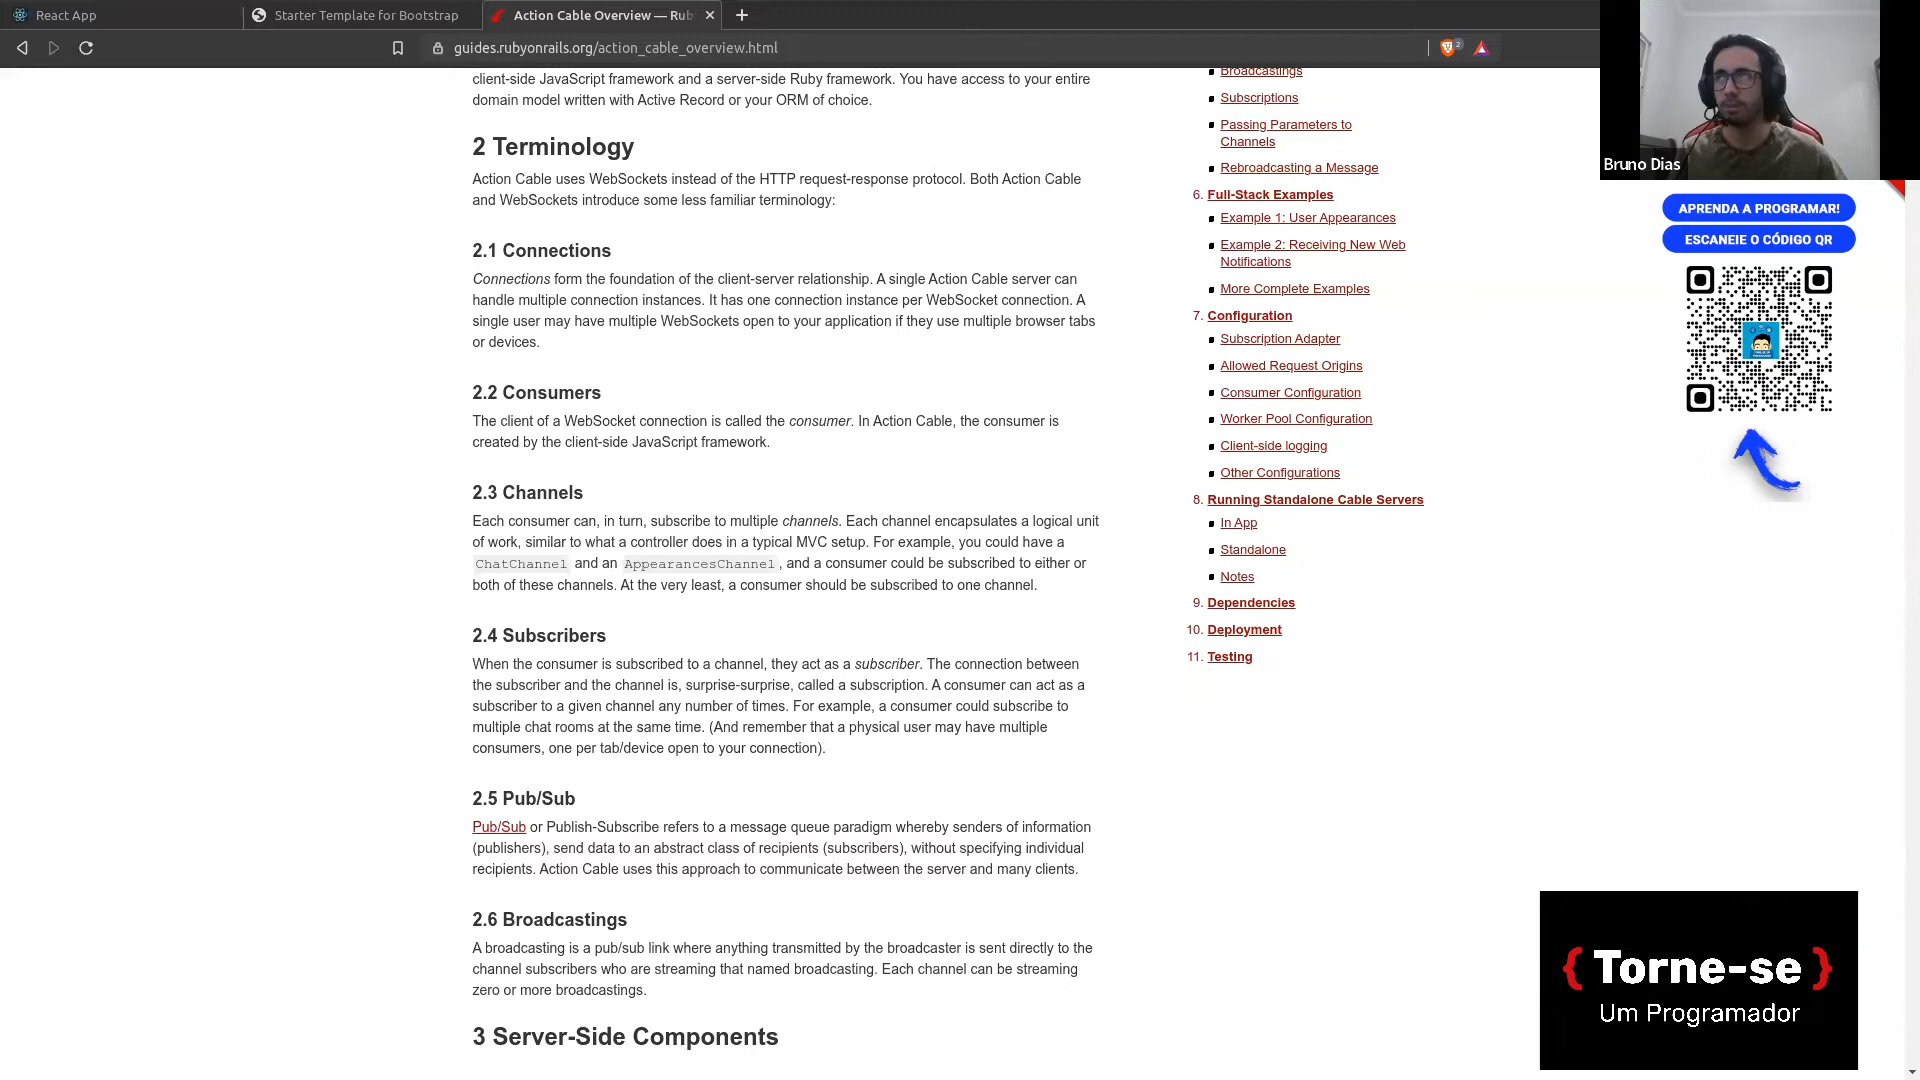 React App
Starter Template for Bootstrap
Action Cable Overview — Rub
guides.rubyonrails.org/action_cable_overview.html
2
client-side JavaScript framework and a server-side Ruby framework. You have access to your entire
domain model written with Active Record or your ORM of choice.
2 Terminology
Action Cable uses WebSockets instead of the HTTP request-response protocol. Both Action Cable
and WebSockets introduce some less familiar terminology:
2.1 Connections
Connections form the foundation of the client-server relationship. A single Action Cable server can
handle multiple connection instances. It has one connection instance per WebSocket connection. A
single user may have multiple WebSockets open to your application if they use multiple browser tabs
or devices.
2.2 Consumers
The client of a WebSocket connection is called the consumer. In Action Cable, the consumer is
created by the client-side JavaScript framework.
2.3 Channels
Each consumer can, in turn, subscribe to multiple channels. Each channel encapsulates a logical unit
of work, similar to what a controller does in a typical MVC setup. For example, you could have a
ChatChannel and an AppearancesChannel, and a consumer could be subscribed to either or
both of these channels. At the very least, a consumer should be subscribed to one channel.
2.4 Subscribers
When the consumer is subscribed to a channel, they act as a subscriber. The connection between
the subscriber and the channel is, surprise-surprise, called a subscription. A consumer can act as a
subscriber to a given channel any number of times. For example, a consumer could subscribe to
multiple chat rooms at the same time. (And remember that a physical user may have multiple
consumers, one per tab/device open to your connection).
2.5 Pub/Sub
Pub/Sub or Publish-Subscribe refers to a message queue paradigm whereby senders of information
(publishers), send data to an abstract class of recipients (subscribers), without specifying individual
recipients. Action Cable uses this approach to communicate between the server and many clients.
2.6 Broadcastings
A broadcasting is a pub/sub link where anything transmitted by the broadcaster is sent directly to the
channel subscribers who are streaming that named broadcasting. Each channel can be streaming
zero or more broadcastings.
3 Server-Side Components
Broadcastings
Subscriptions
Passing Parameters to
Channels
Rebroadcasting a Message
6. Full-Stack Examples
Example 1: User Appearances
Example 2: Receiving New Web
Notifications
More Complete Examples
7. Configuration
Subscription Adapter
Allowed Request Origins
Consumer Configuration
Worker Pool Configuration
Client-side logging
Other Configurations
8. Running Standalone Cable Servers
In App
Standalone
Notes
9. Dependencies
10. Deployment
11. Testing
Bruno Dias
APRENDA A PROGRAMAR!
ESCANEIE O CÓDIGO QR
{ Torne-se }
Um Programador